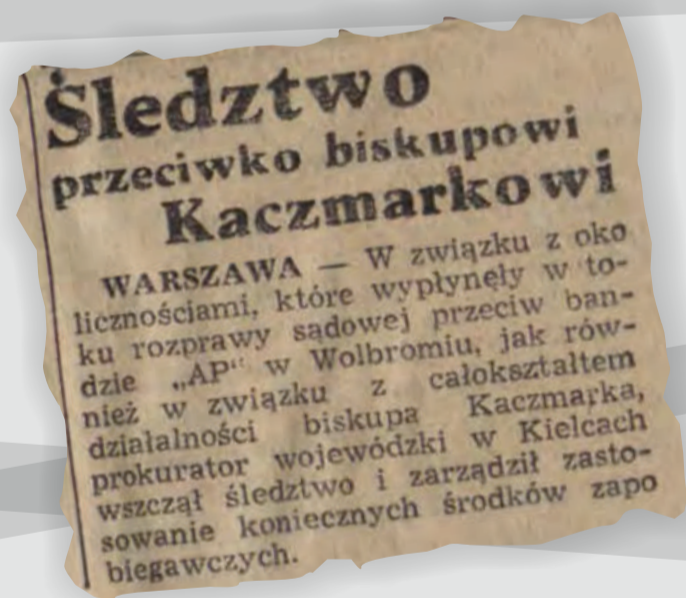 Śledztwo
przeciwko biskupowi
Kaczmarkowi
WARSZAWA — W związku z oko
licznościami, które wypłynęły w to-
ku rozprawy sądowej przeciw ban-
dzie „AP" w Wolbromiu, jak rów-
nież w związku z całokształtem
działalności biskupa Kaczmarka,
prokurator wojewódzki w Kielcach
wszczął śledztwo i zarządził zasto-
sowanie koniecznych środków zapo
biegawczych.